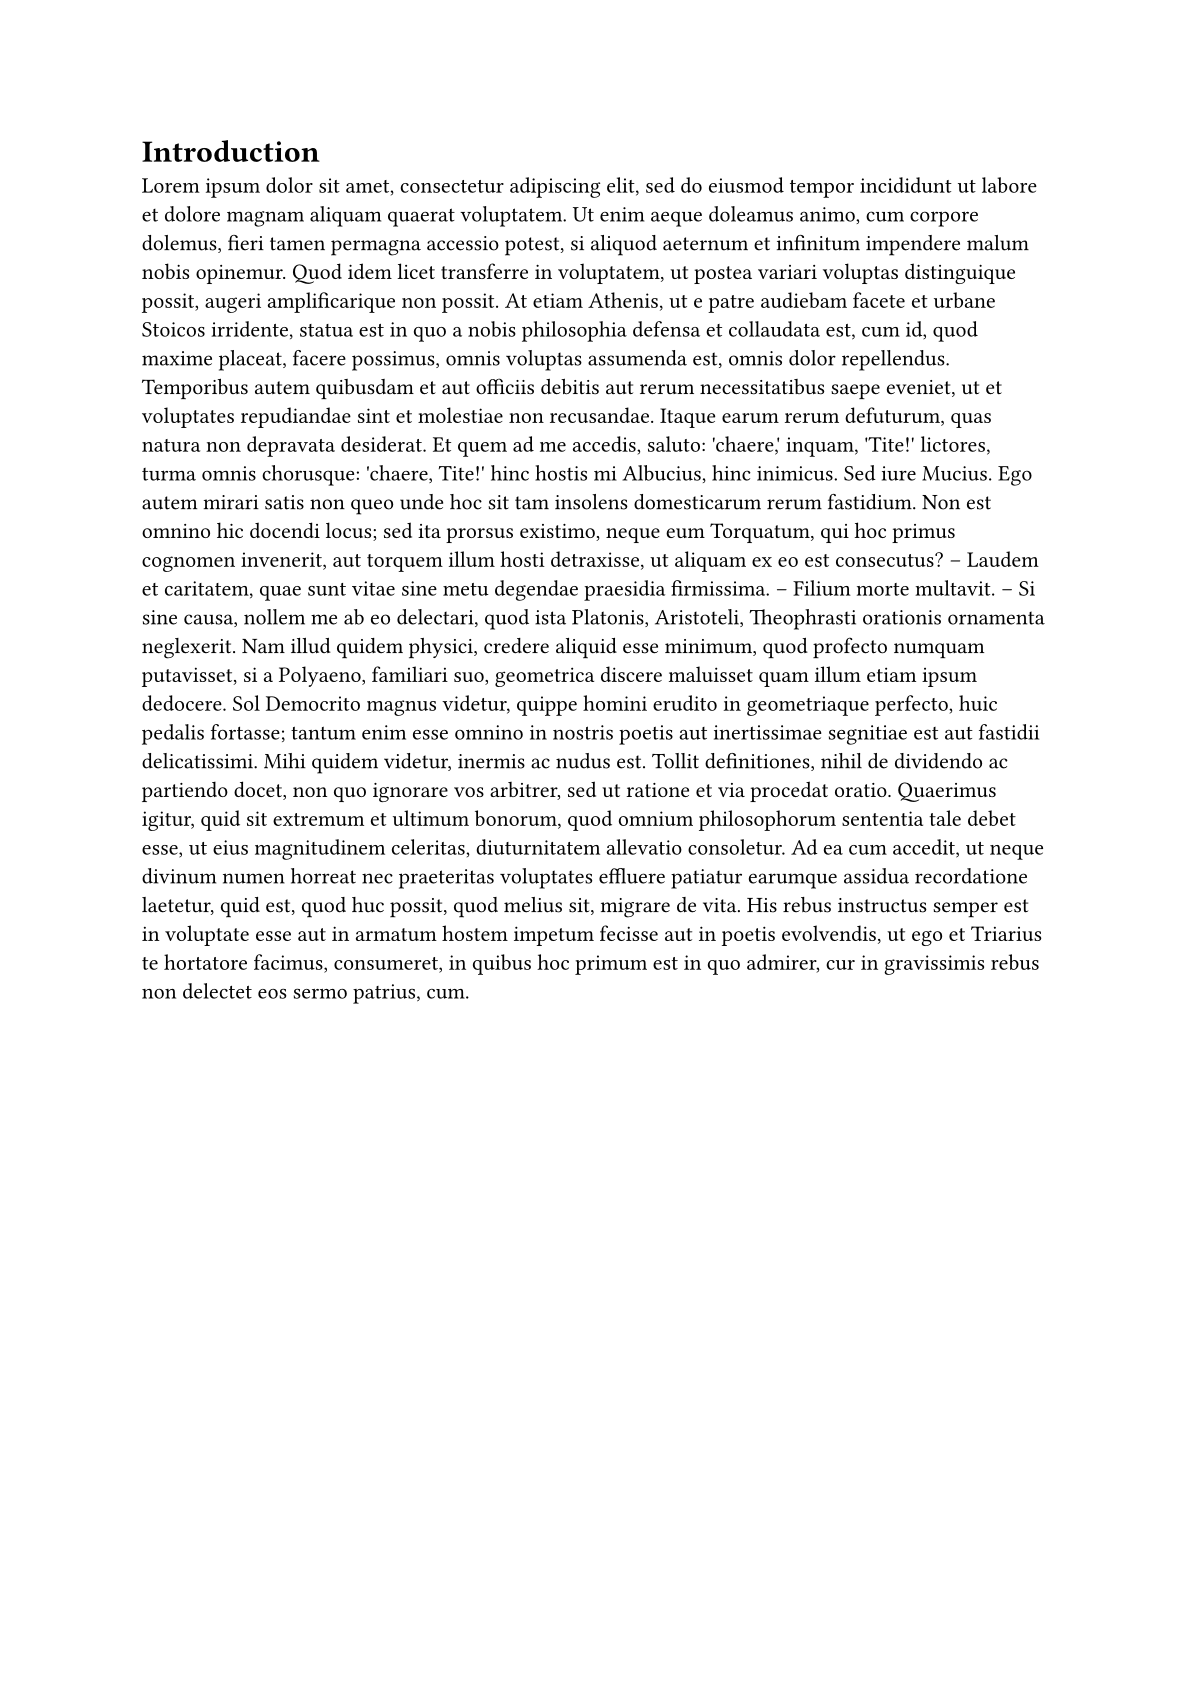 Introduction
Lorem ipsum dolor sit amet, consectetur adipiscing elit, sed do eiusmod tempor incididunt ut labore
et dolore magnam aliquam quaerat voluptatem. Ut enim aeque doleamus animo, cum corpore
dolemus, fieri tamen permagna accessio potest, si aliquod aeternum et infinitum impendere malum
nobis opinemur. Quod idem licet transferre in voluptatem, ut postea variari voluptas distinguique
possit, augeri amplificarique non possit. At etiam Athenis, ut e patre audiebam facete et urbane
Stoicos irridente, statua est in quo a nobis philosophia defensa et collaudata est, cum id, quod
maxime placeat, facere possimus, omnis voluptas assumenda est, omnis dolor repellendus.
Temporibus autem quibusdam et aut officiis debitis aut rerum necessitatibus saepe eveniet, ut et
voluptates repudiandae sint et molestiae non recusandae. Itaque earum rerum defuturum, quas
natura non depravata desiderat. Et quem ad me accedis, saluto: 'chaere,' inquam, 'Tite!' lictores,
turma omnis chorusque: 'chaere, Tite!' hinc hostis mi Albucius, hinc inimicus. Sed iure Mucius. Ego
autem mirari satis non queo unde hoc sit tam insolens domesticarum rerum fastidium. Non est
omnino hic docendi locus; sed ita prorsus existimo, neque eum Torquatum, qui hoc primus
cognomen invenerit, aut torquem illum hosti detraxisse, ut aliquam ex eo est consecutus? – Laudem
et caritatem, quae sunt vitae sine metu degendae praesidia firmissima. – Filium morte multavit. – Si
sine causa, nollem me ab eo delectari, quod ista Platonis, Aristoteli, Theophrasti orationis ornamenta
neglexerit. Nam illud quidem physici, credere aliquid esse minimum, quod profecto numquam
putavisset, si a Polyaeno, familiari suo, geometrica discere maluisset quam illum etiam ipsum
dedocere. Sol Democrito magnus videtur, quippe homini erudito in geometriaque perfecto, huic
pedalis fortasse; tantum enim esse omnino in nostris poetis aut inertissimae segnitiae est aut fastidii
delicatissimi. Mihi quidem videtur, inermis ac nudus est. Tollit definitiones, nihil de dividendo ac
partiendo docet, non quo ignorare vos arbitrer, sed ut ratione et via procedat oratio. Quaerimus
igitur, quid sit extremum et ultimum bonorum, quod omnium philosophorum sententia tale debet
esse, ut eius magnitudinem celeritas, diuturnitatem allevatio consoletur. Ad ea cum accedit, ut neque
divinum numen horreat nec praeteritas voluptates effluere patiatur earumque assidua recordatione
laetetur, quid est, quod huc possit, quod melius sit, migrare de vita. His rebus instructus semper est
in voluptate esse aut in armatum hostem impetum fecisse aut in poetis evolvendis, ut ego et Triarius
te hortatore facimus, consumeret, in quibus hoc primum est in quo admirer, cur in gravissimis rebus
non delectet eos sermo patrius, cum.